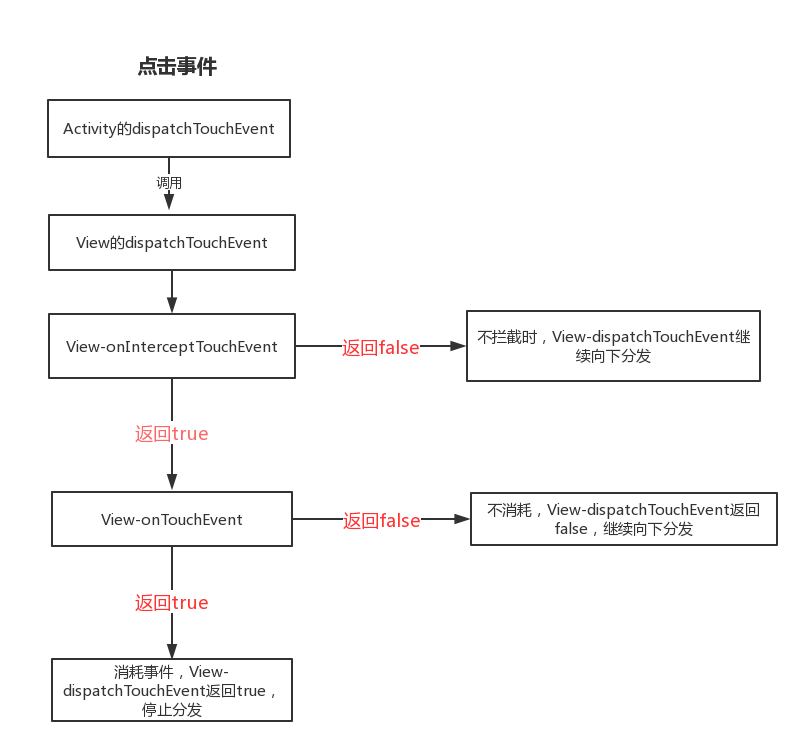 点击事件
Activity的dispatchTouchEvent
调用
View的dispatchTouchEvent
View-onInterceptTouchEvent
返回false
不拦截时，View-dispatchTouchEvent继
续向下分发
返回true
View-onTouchEvent
返回false
不消耗，View-dispatchTouchEvent返回
false，继续向下分发
返回true
消耗事件，View-
dispatchTouchEvent返回true，
停止分发